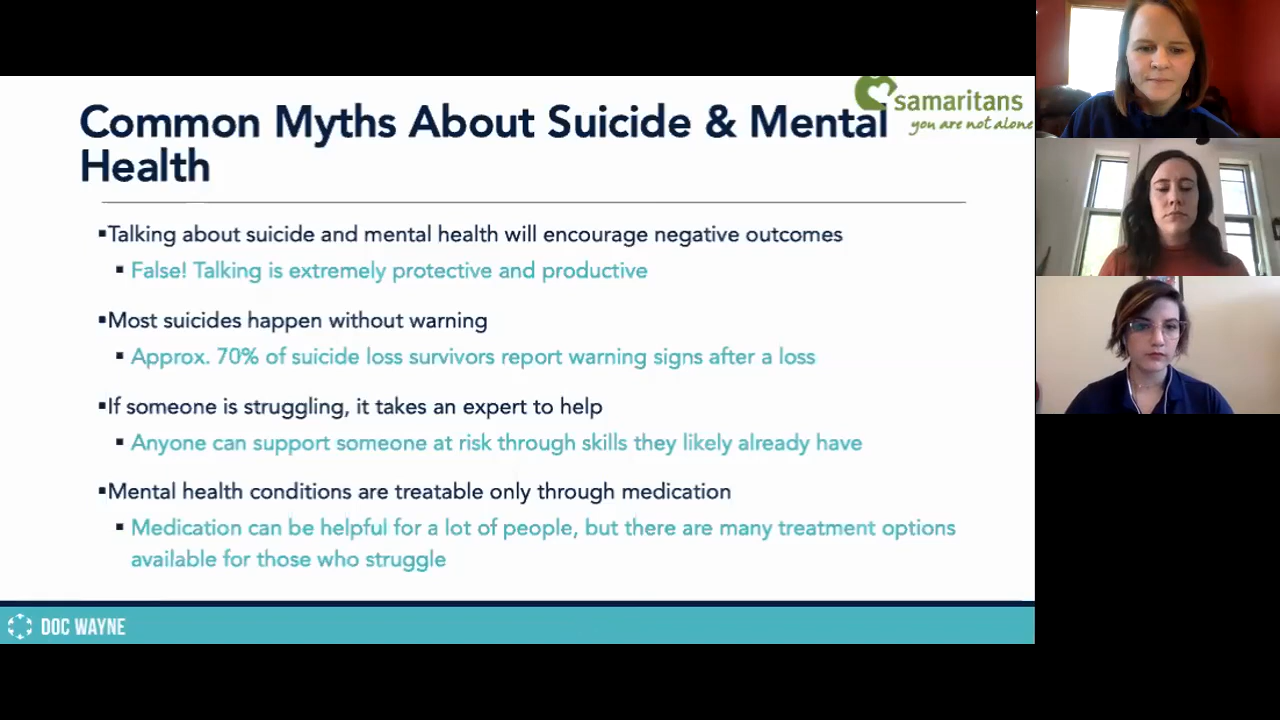 samaritans
you are not alone
Common Myths About Suicide & Mental
Health
▪Talking about suicide and mental health will encourage negative outcomes
▪ False! Talking is extremely protective and productive
▪Most suicides happen without warning
▪ Approx. 70% of suicide loss survivors report warning signs after a loss
▪If someone is struggling, it takes an expert to help
▪ Anyone can support someone at risk through skills they likely already have
▪Mental health conditions are treatable only through medication
▪ Medication can be helpful for a lot of people, but there are many treatment options
available for those who struggle
DOC WAYNE